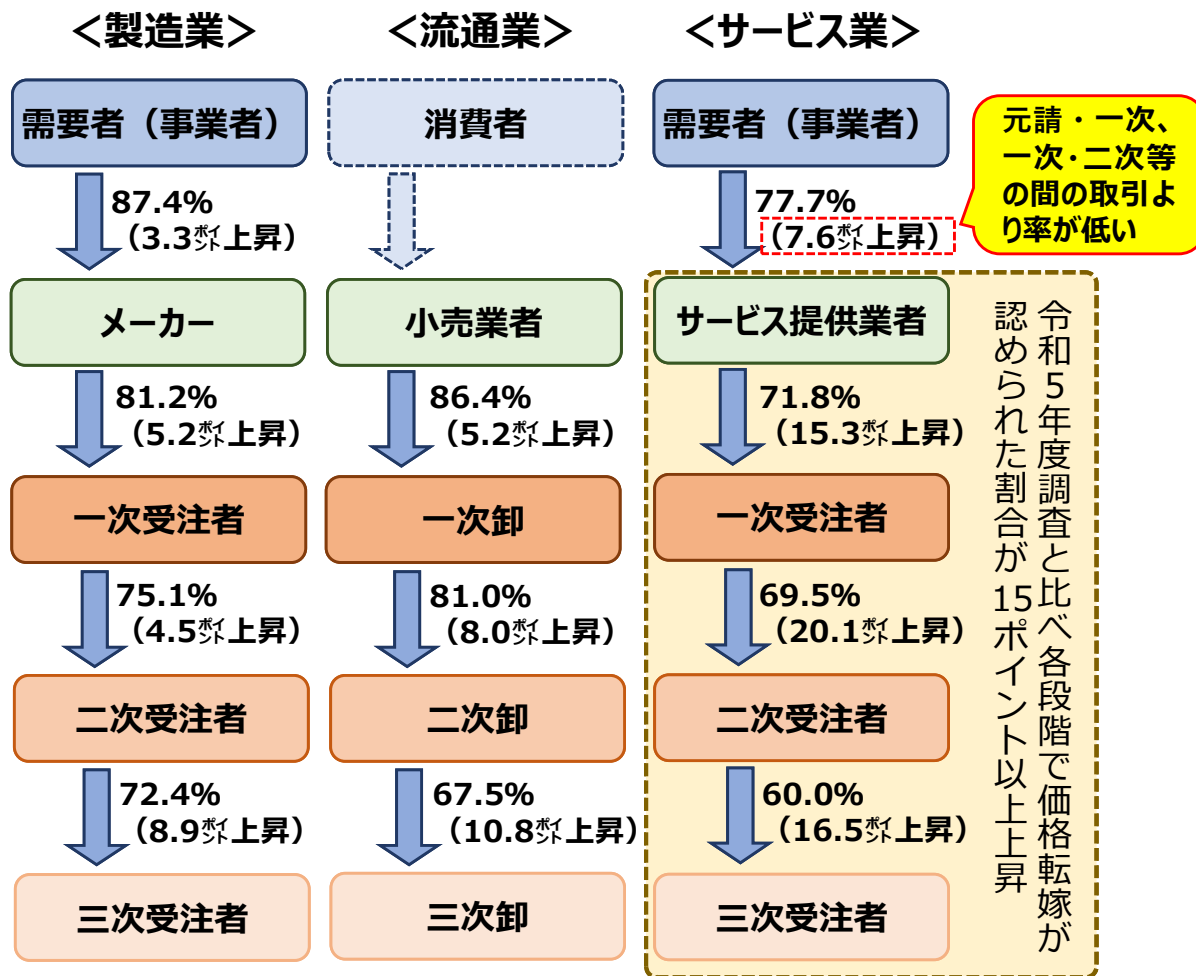 ＜製造業＞
需要者（事業者）
87.4%
（3.3ポイント上昇）
メーカー
81.2%
（5.2ポイント上昇）
一次受注者
75.1%
（4.5ポイント上昇）
二次受注者
72.4%
（8.9ポイント上昇）
三次受注者
＜流通業＞
消費者
小売業者
86.4%
（5.2ポイント上昇）
一次卸
81.0%
（8.0ポイント上昇）
二次卸
67.5%
（10.8ポイント上昇）
三次卸
＜サービス業＞
需要者（事業者）
77.7%
（7.6ポイント上昇）
元請・一次、
一次・二次等
の間の取引よ
り率が低い
サービス提供業者
71.8%
（15.3ポイント上昇）
一次受注者
69.5%
（20.1ポイント上昇）
二次受注者
60.0%
（16.5ポイント上昇）
三次受注者
令和５年度調査と比べ各段階で価格転嫁が
認められた割合が15ポイント以上上昇